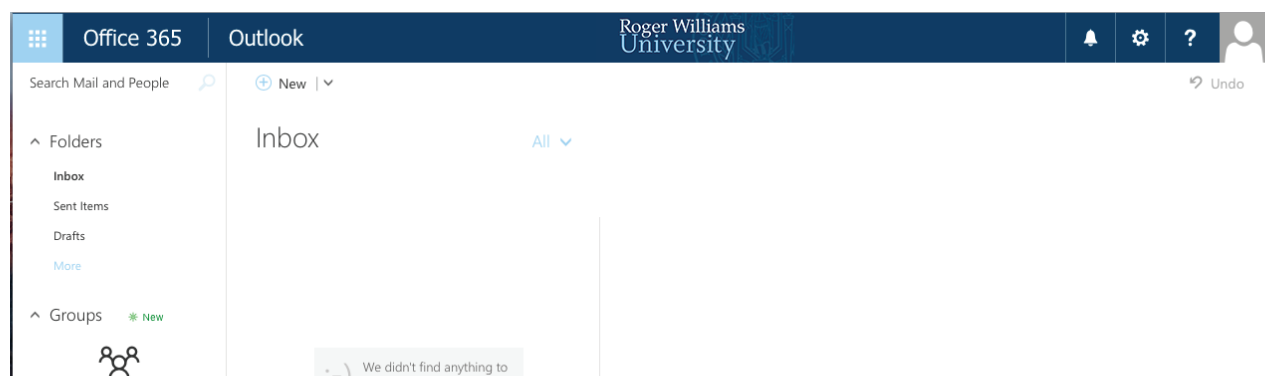 Office 365
Outlook
Roger Williams
University
?
Search Mail and People
New
Undo
Folders
Inbox
Sent Items
Drafts
More
Groups
New
Inbox
All
:-)
We didn't find anything to